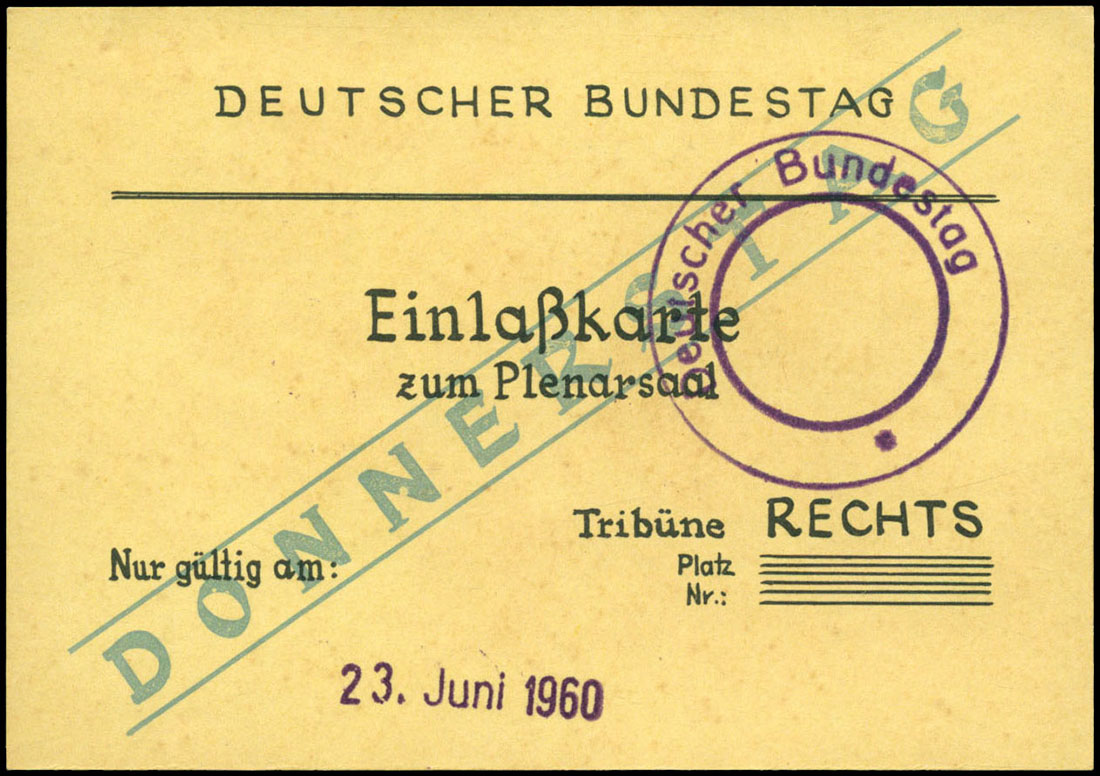 DEUTSCHER BUNDESTAG
DONNERSTAG
Deutscher Bundestag
Einlaßkarte
zum Plenarsaal
Tribüne RECHTS
Platz
Nr.:
Nur gültig am:
23. Juni 1960